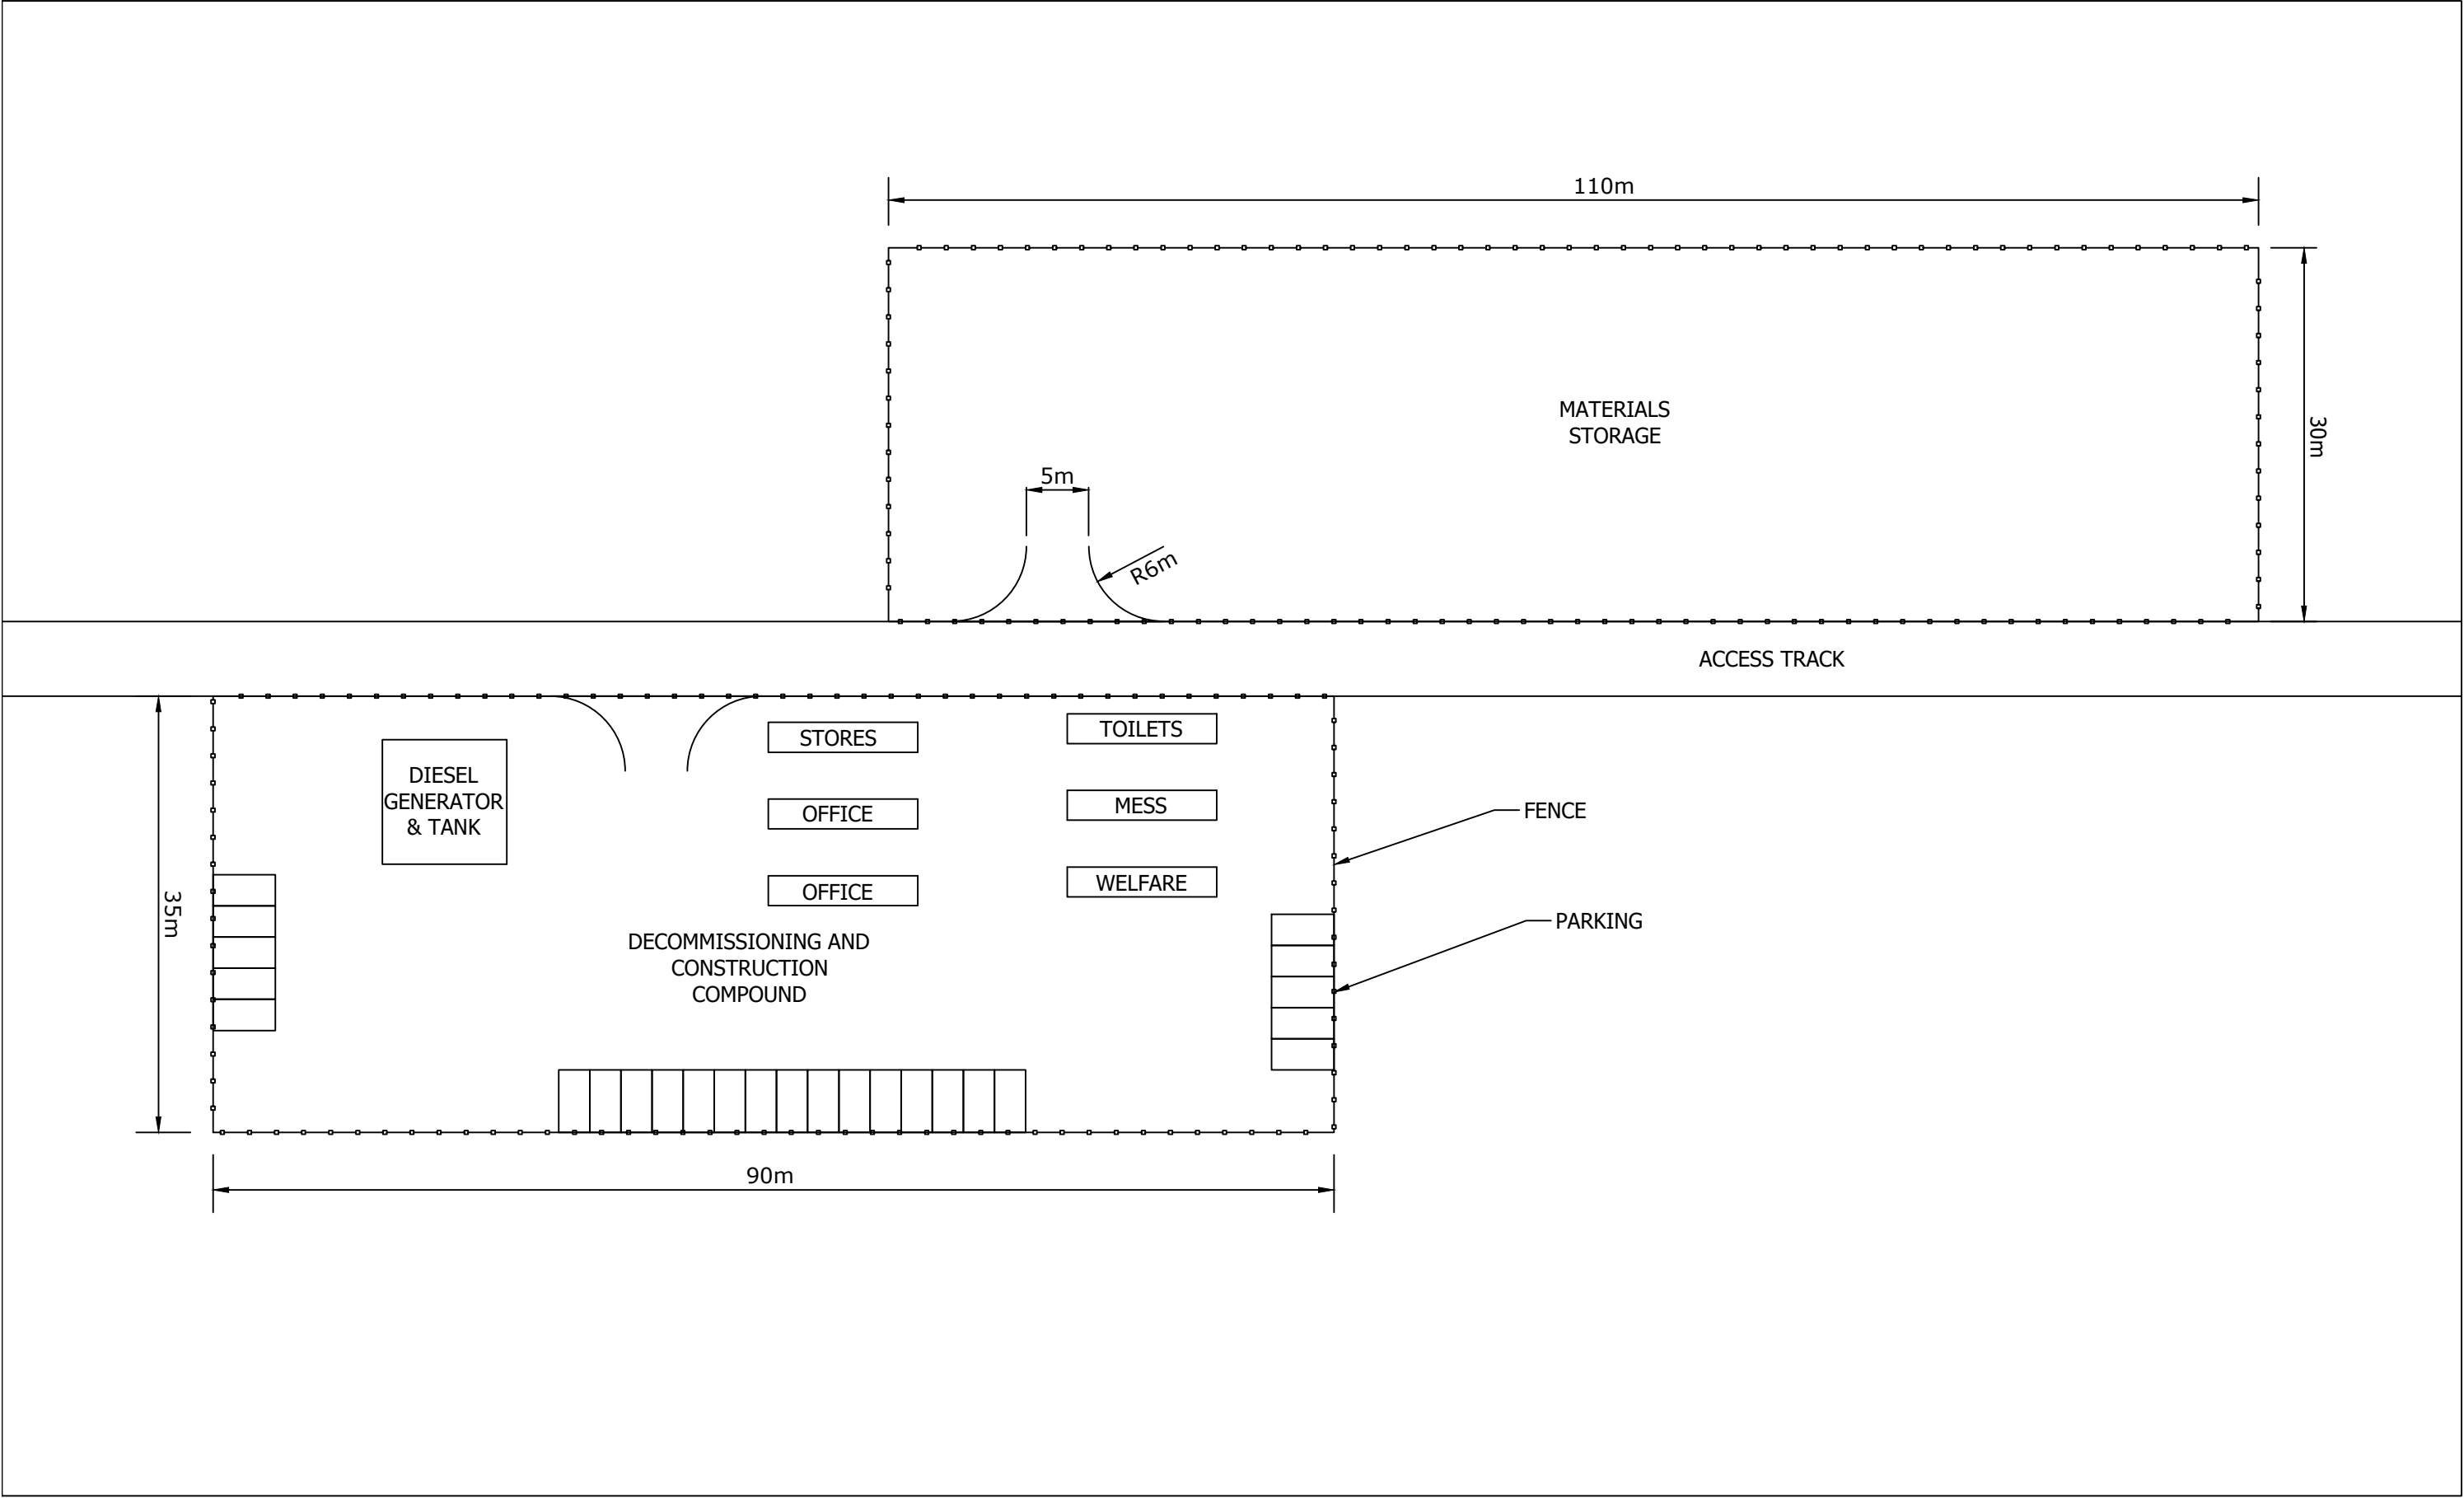 110m
MATERIALS
STORAGE
30m
5m
R6m
ACCESS TRACK
STORES
TOILETS
DIESEL
GENERATOR
& TANK
OFFICE
MESS
FENCE
OFFICE
WELFARE
35m
PARKING
DECOMMISSIONING AND
CONSTRUCTION
COMPOUND
90m